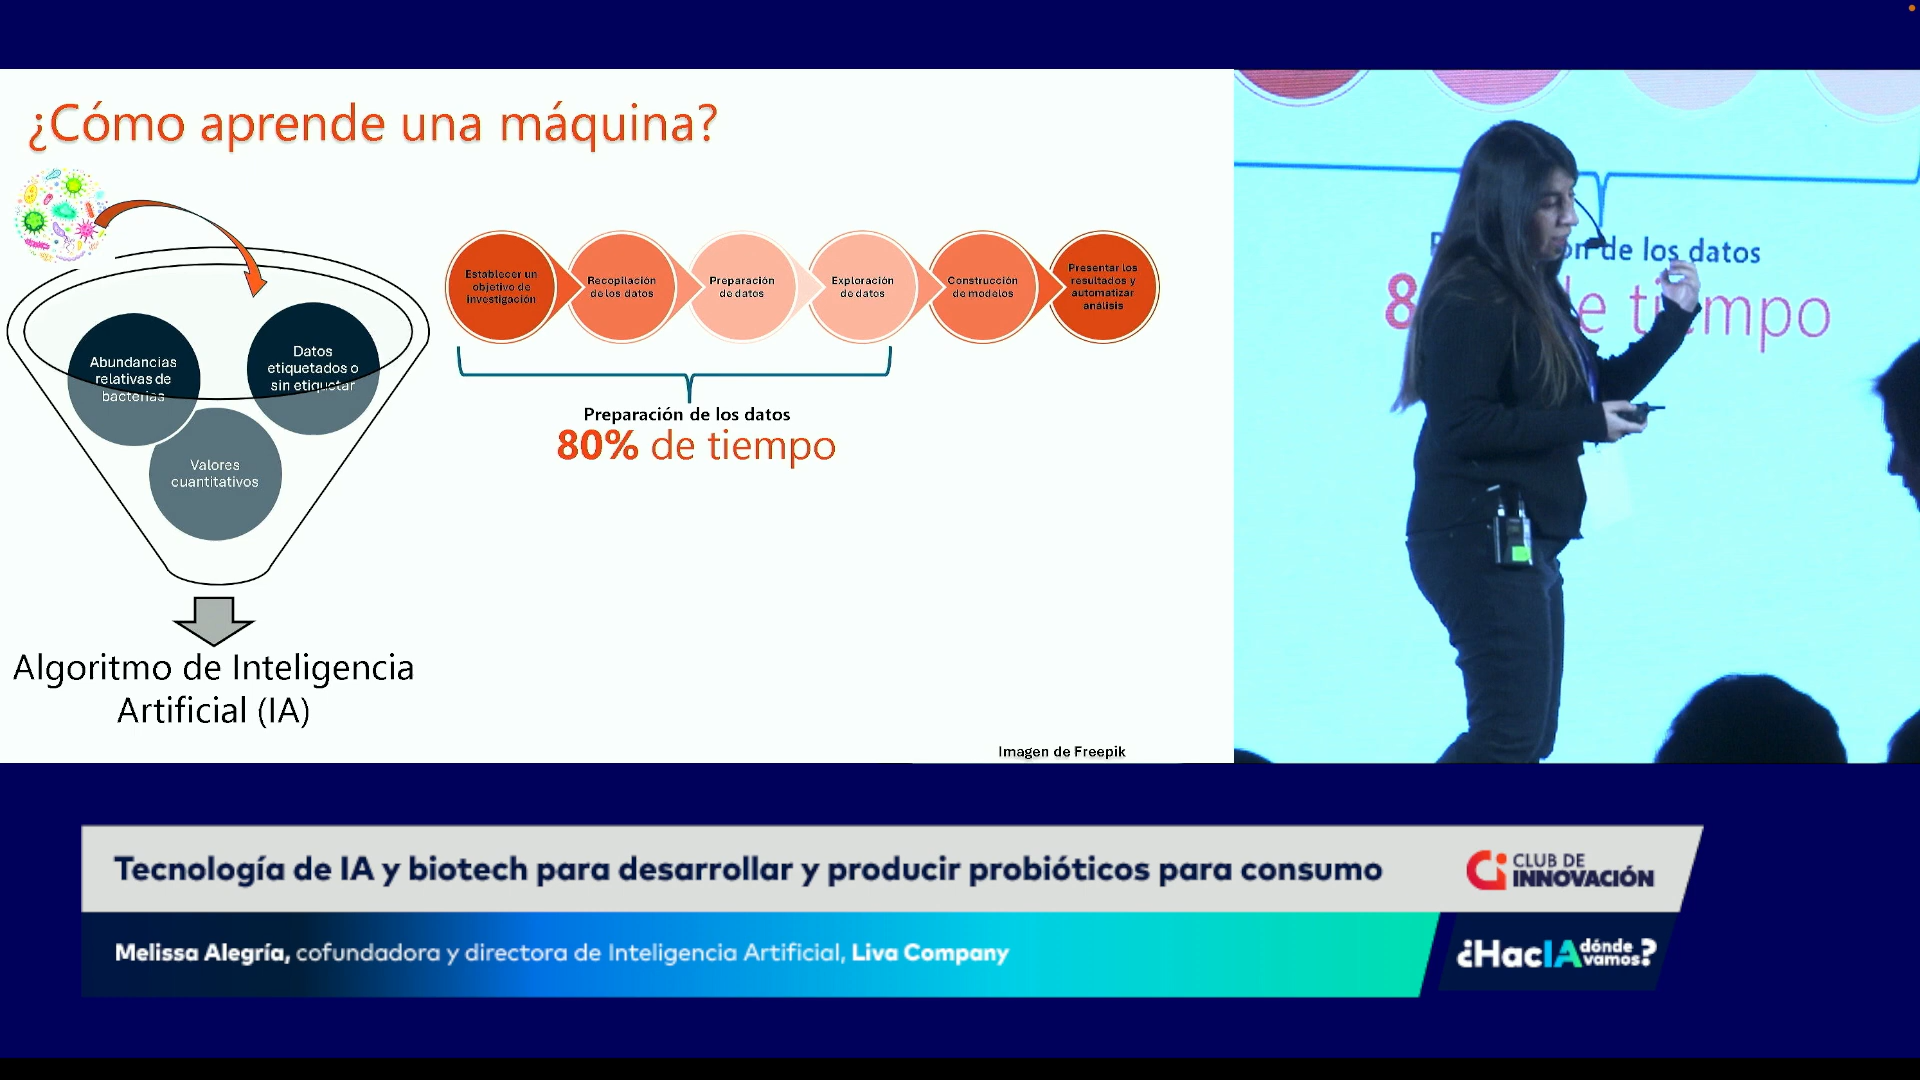 ¿Cómo aprende una máquina?
Abundancias
relativas de
bacterias
Datos
etiquetados o
sin etiquetar
Valores
cuantitativos
Algoritmo de Inteligencia
Artificial (IA)
Establecer un
objetivo de
investigación
Recopilación
de los datos
Preparación
de datos
Exploración
de datos
Construcción
de modelos
Presentar los
resultados y
automatizar
análisis
Preparación de los datos
80% de tiempo
Imagen de Freepik
de los datos
8 de tiempo
Tecnología de IA y biotech para desarrollar y producir probióticos para consumo
CLUB DE
INNOVACIÓN
Melissa Alegría, cofundadora y directora de Inteligencia Artificial, Liva Company
¿HacIA dónde
vamos?